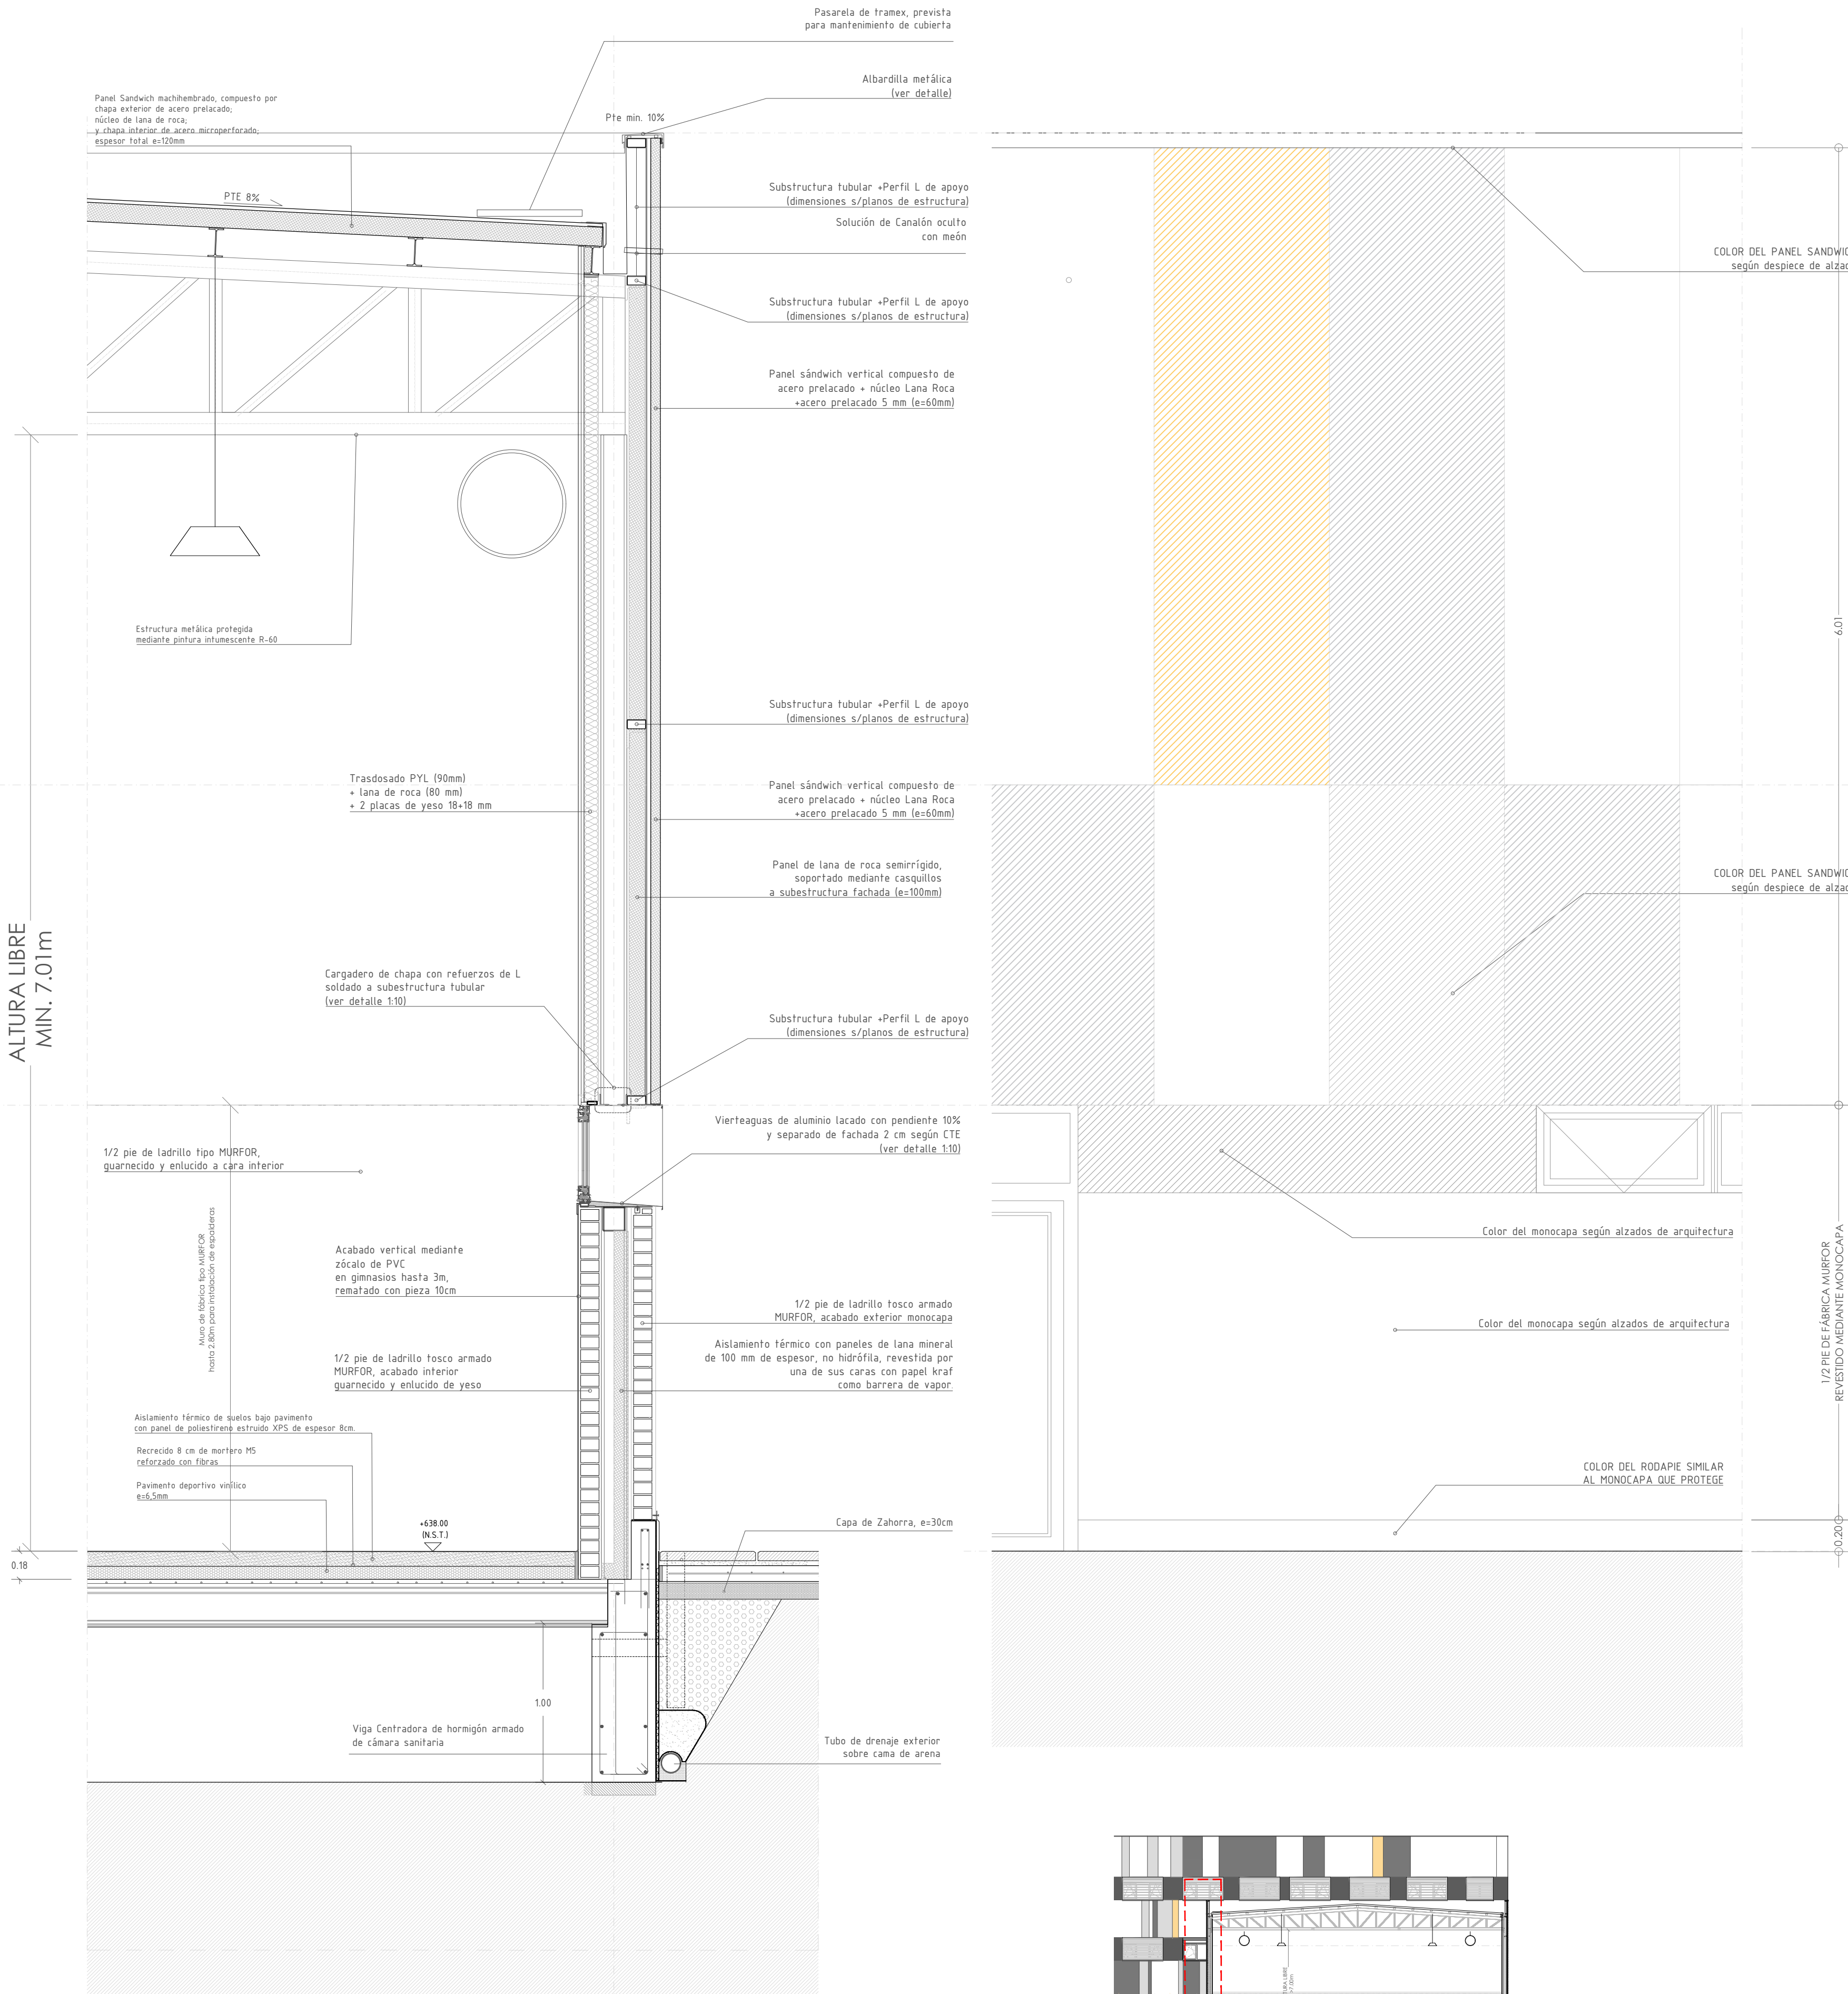 Pasarela de tramex, prevista
para mantenimiento de cubierta
Albardilla metálica
(ver detalle)
Panel Sandwich machihembrado, compuesto por
chapa exterior de acero prelacado;
núcleo de lana de roca;
y chapa interior de acero microperforado;
espesor total e=120mm
Pte min. 10%
PTE 8%
Substructura tubular +Perfil L de apoyo
(dimensiones s/planos de estructura)
Solución de Canalón oculto
con meón
COLOR DEL PANEL SANDWIC
según despiece de alzad
Substructura tubular +Perfil L de apoyo
(dimensiones s/planos de estructura)
Panel sándwich vertical compuesto de
acero prelacado + núcleo Lana Roca
+acero prelacado 5 mm (e=60mm)
Estructura metálica protegida
mediante pintura intumescente R-60
6.01
Substructura tubular +Perfil L de apoyo
(dimensiones s/planos de estructura)
Trasdosado PYL (90mm)
+ lana de roca (80 mm)
+ 2 placas de yeso 18+18 mm
Panel sándwich vertical compuesto de
acero prelacado + núcleo Lana Roca
+acero prelacado 5 mm (e=60mm)
Panel de lana de roca semirrígido,
soportado mediante casquillos
a subestructura fachada (e=100mm)
COLOR DEL PANEL SANDWIC
según despiece de alzad
ALTURA LIBRE
MIN. 7.01m
Cargadero de chapa con refuerzos de L
soldado a subestructura tubular
(ver detalle 1:10)
Substructura tubular +Perfil L de apoyo
(dimensiones s/planos de estructura)
Vierteaguas de aluminio lacado con pendiente 10%
y separado de fachada 2 cm según CTE
(ver detalle 1:10)
1/2 pie de ladrillo tipo MURFOR,
guarnecido y enlucido a cara interior
Muro de fábrica tipo MURFOR
hasta 2.80m para instalación de espalderas
Acabado vertical mediante
zócalo de PVC
en gimnasios hasta 3m,
rematado con pieza 10cm
Color del monocapa según alzados de arquitectura
1/2 pie de ladrillo tosco armado
MURFOR, acabado exterior monocapa
Color del monocapa según alzados de arquitectura
1/2 PIE DE FÁBRICA MURFOR
REVESTIDO MEDIANTE MONOCAPA
Aislamiento térmico con paneles de lana mineral
de 100 mm de espesor, no hidrófila, revestida por
una de sus caras con papel kraf
como barrera de vapor.
1/2 pie de ladrillo tosco armado
MURFOR, acabado interior
guarnecido y enlucido de yeso
Aislamiento térmico de suelos bajo pavimento
con panel de poliestireno estruido XPS de espesor 8cm.
Recrecido 8 cm de mortero M5
reforzado con fibras
Pavimento deportivo vinílico
e=6,5mm
COLOR DEL RODAPIE SIMILAR
AL MONOCAPA QUE PROTEGE
+638.00
(N.S.T.)
Capa de Zahorra, e=30cm
0.20
0.18
1.00
Viga Centradora de hormigón armado
de cámara sanitaria
Tubo de drenaje exterior
sobre cama de arena